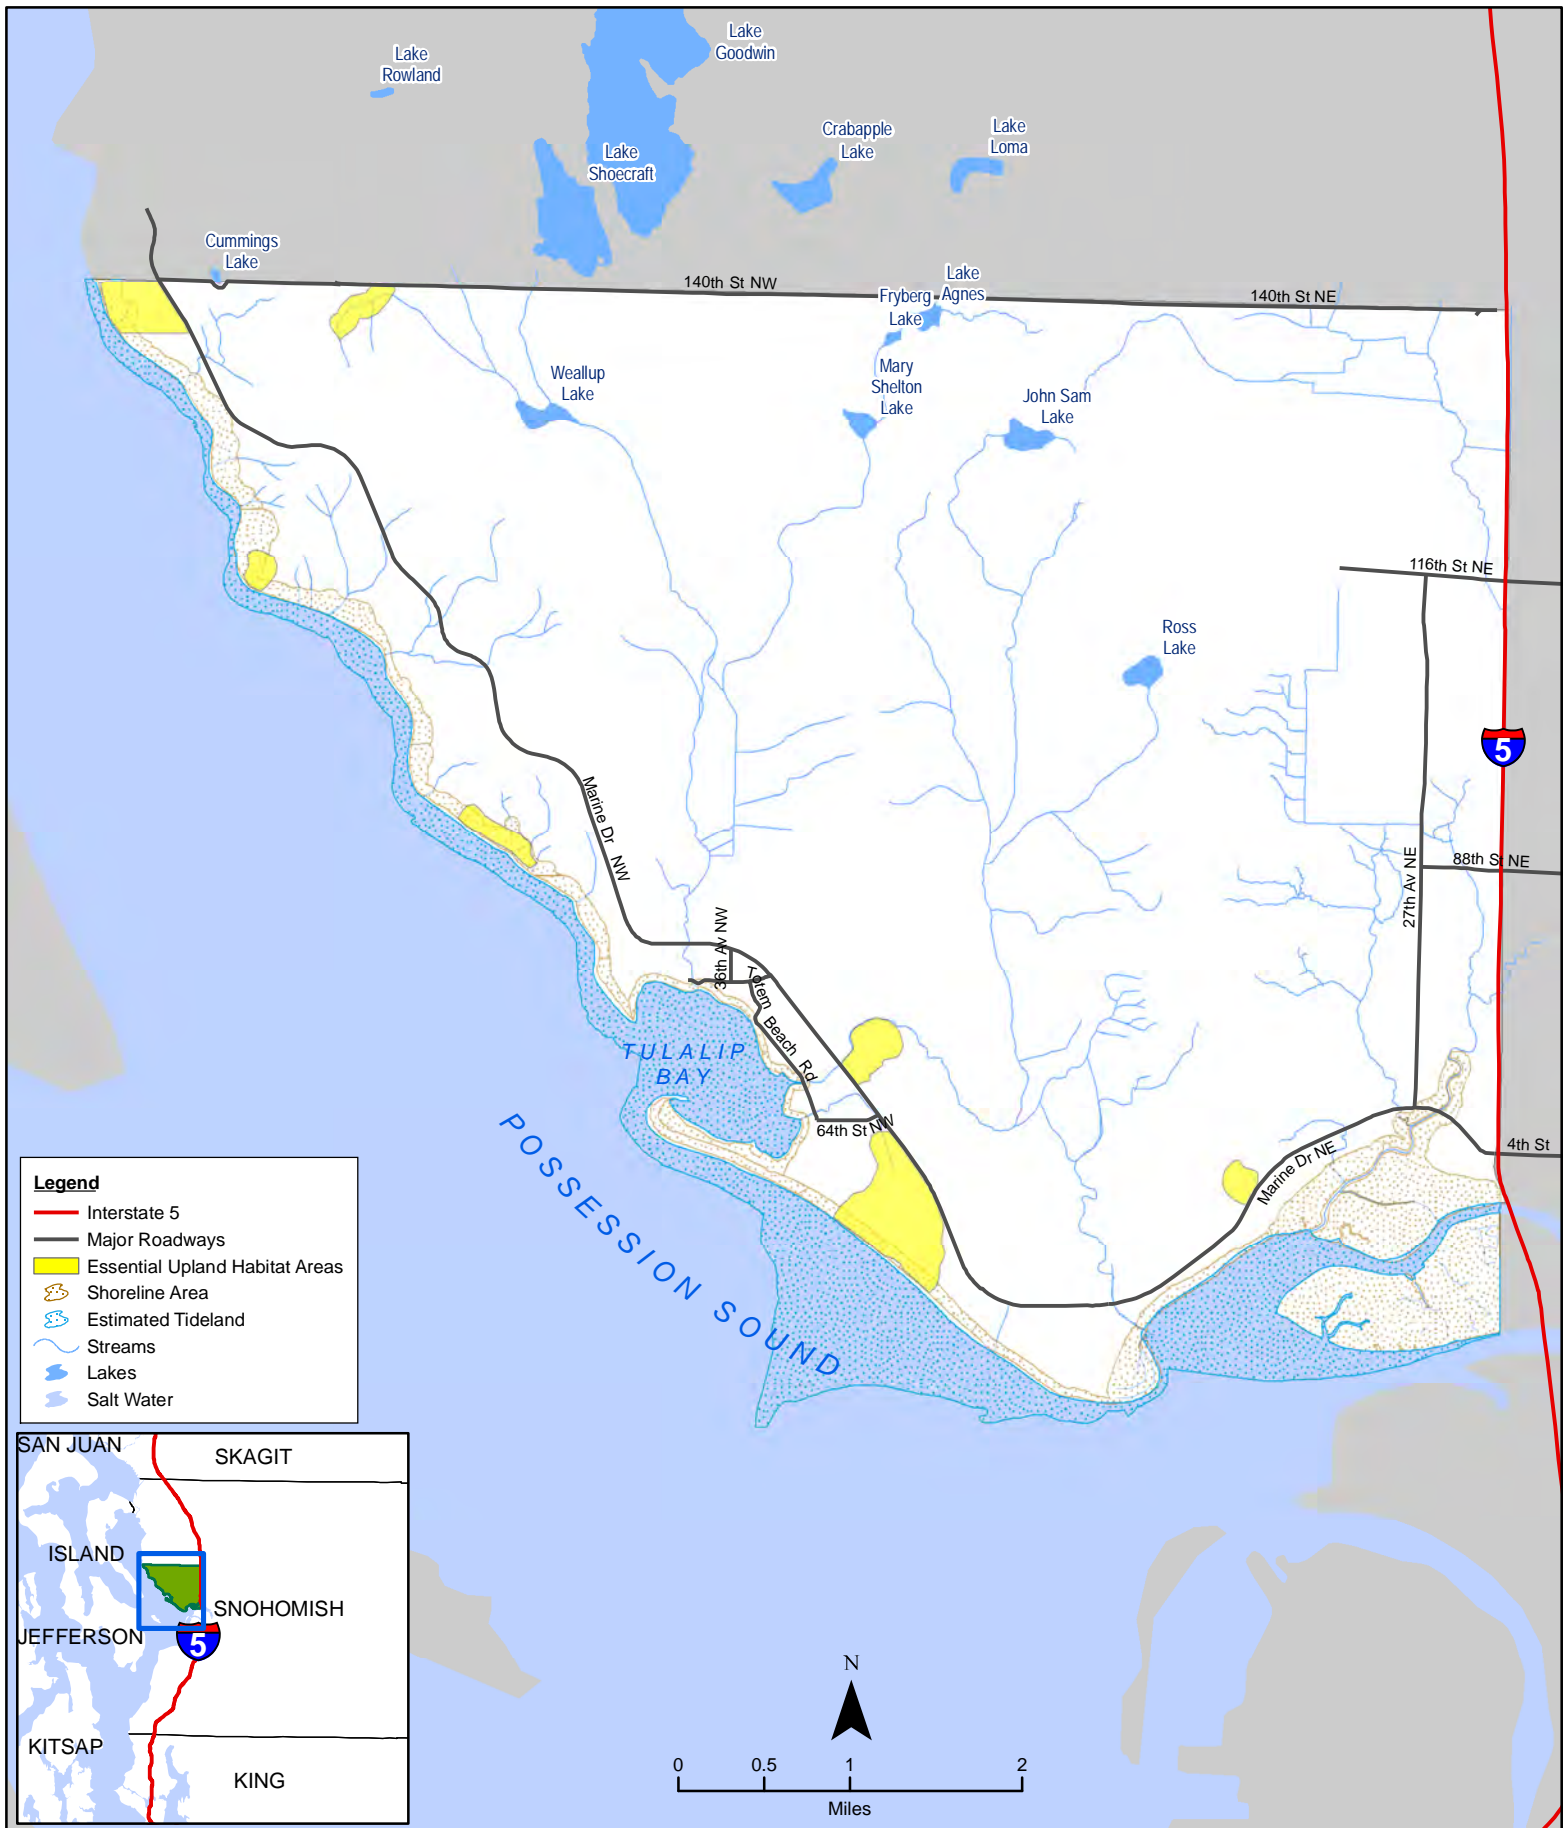 Lake
Goodwin
Lake
Rowland
Crabapple
Lake
Lake
Loma
Lake
Shoecraft
Cummings
Lake
140th St NW
Lake
Agnes
Fryberg
Lake
140th St NE
Mary
Shelton
Lake
Weallup
Lake
John Sam
Lake
116th St NE
Ross
Lake
5
Marine Dr NW
88th St NE
27th Av NE
36th Av NW
Totem Beach Rd
TULALIP
BAY
64th St NW
Marine Dr NE
4th St
POSSESSION SOUND
Legend
Interstate 5
Major Roadways
Essential Upland Habitat Areas
Shoreline Area
Estimated Tideland
Streams
Lakes
Salt Water
SAN JUAN
SKAGIT
ISLAND
SNOHOMISH
JEFFERSON
5
KITSAP
KING
N
0 0.5 1 2
Miles